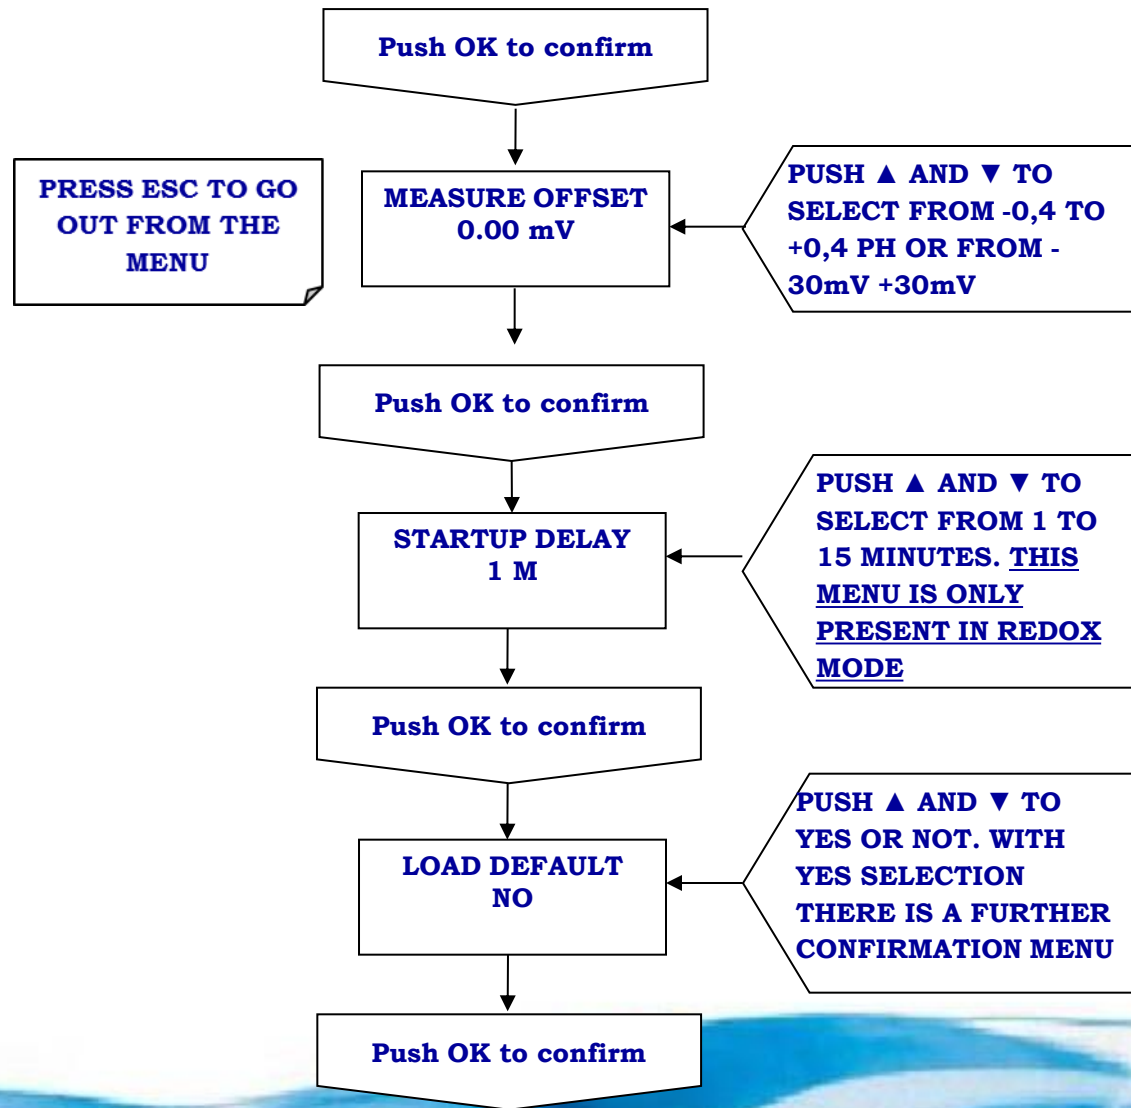 Push OK to confirm
PRESS ESC TO GO
OUT FROM THE
MENU
MEASURE OFFSET
0.00 mV
PUSH ▲ AND ▼ TO
SELECT FROM -0,4 TO
+0,4 PH OR FROM -
30mV +30mV
Push OK to confirm
STARTUP DELAY
1 M
PUSH ▲ AND ▼ TO
SELECT FROM 1 TO
15 MINUTES. THIS
MENU IS ONLY
PRESENT IN REDOX
MODE
Push OK to confirm
LOAD DEFAULT
NO
PUSH ▲ AND ▼ TO
YES OR NOT. WITH
YES SELECTION
THERE IS A FURTHER
CONFIRMATION MENU
Push OK to confirm